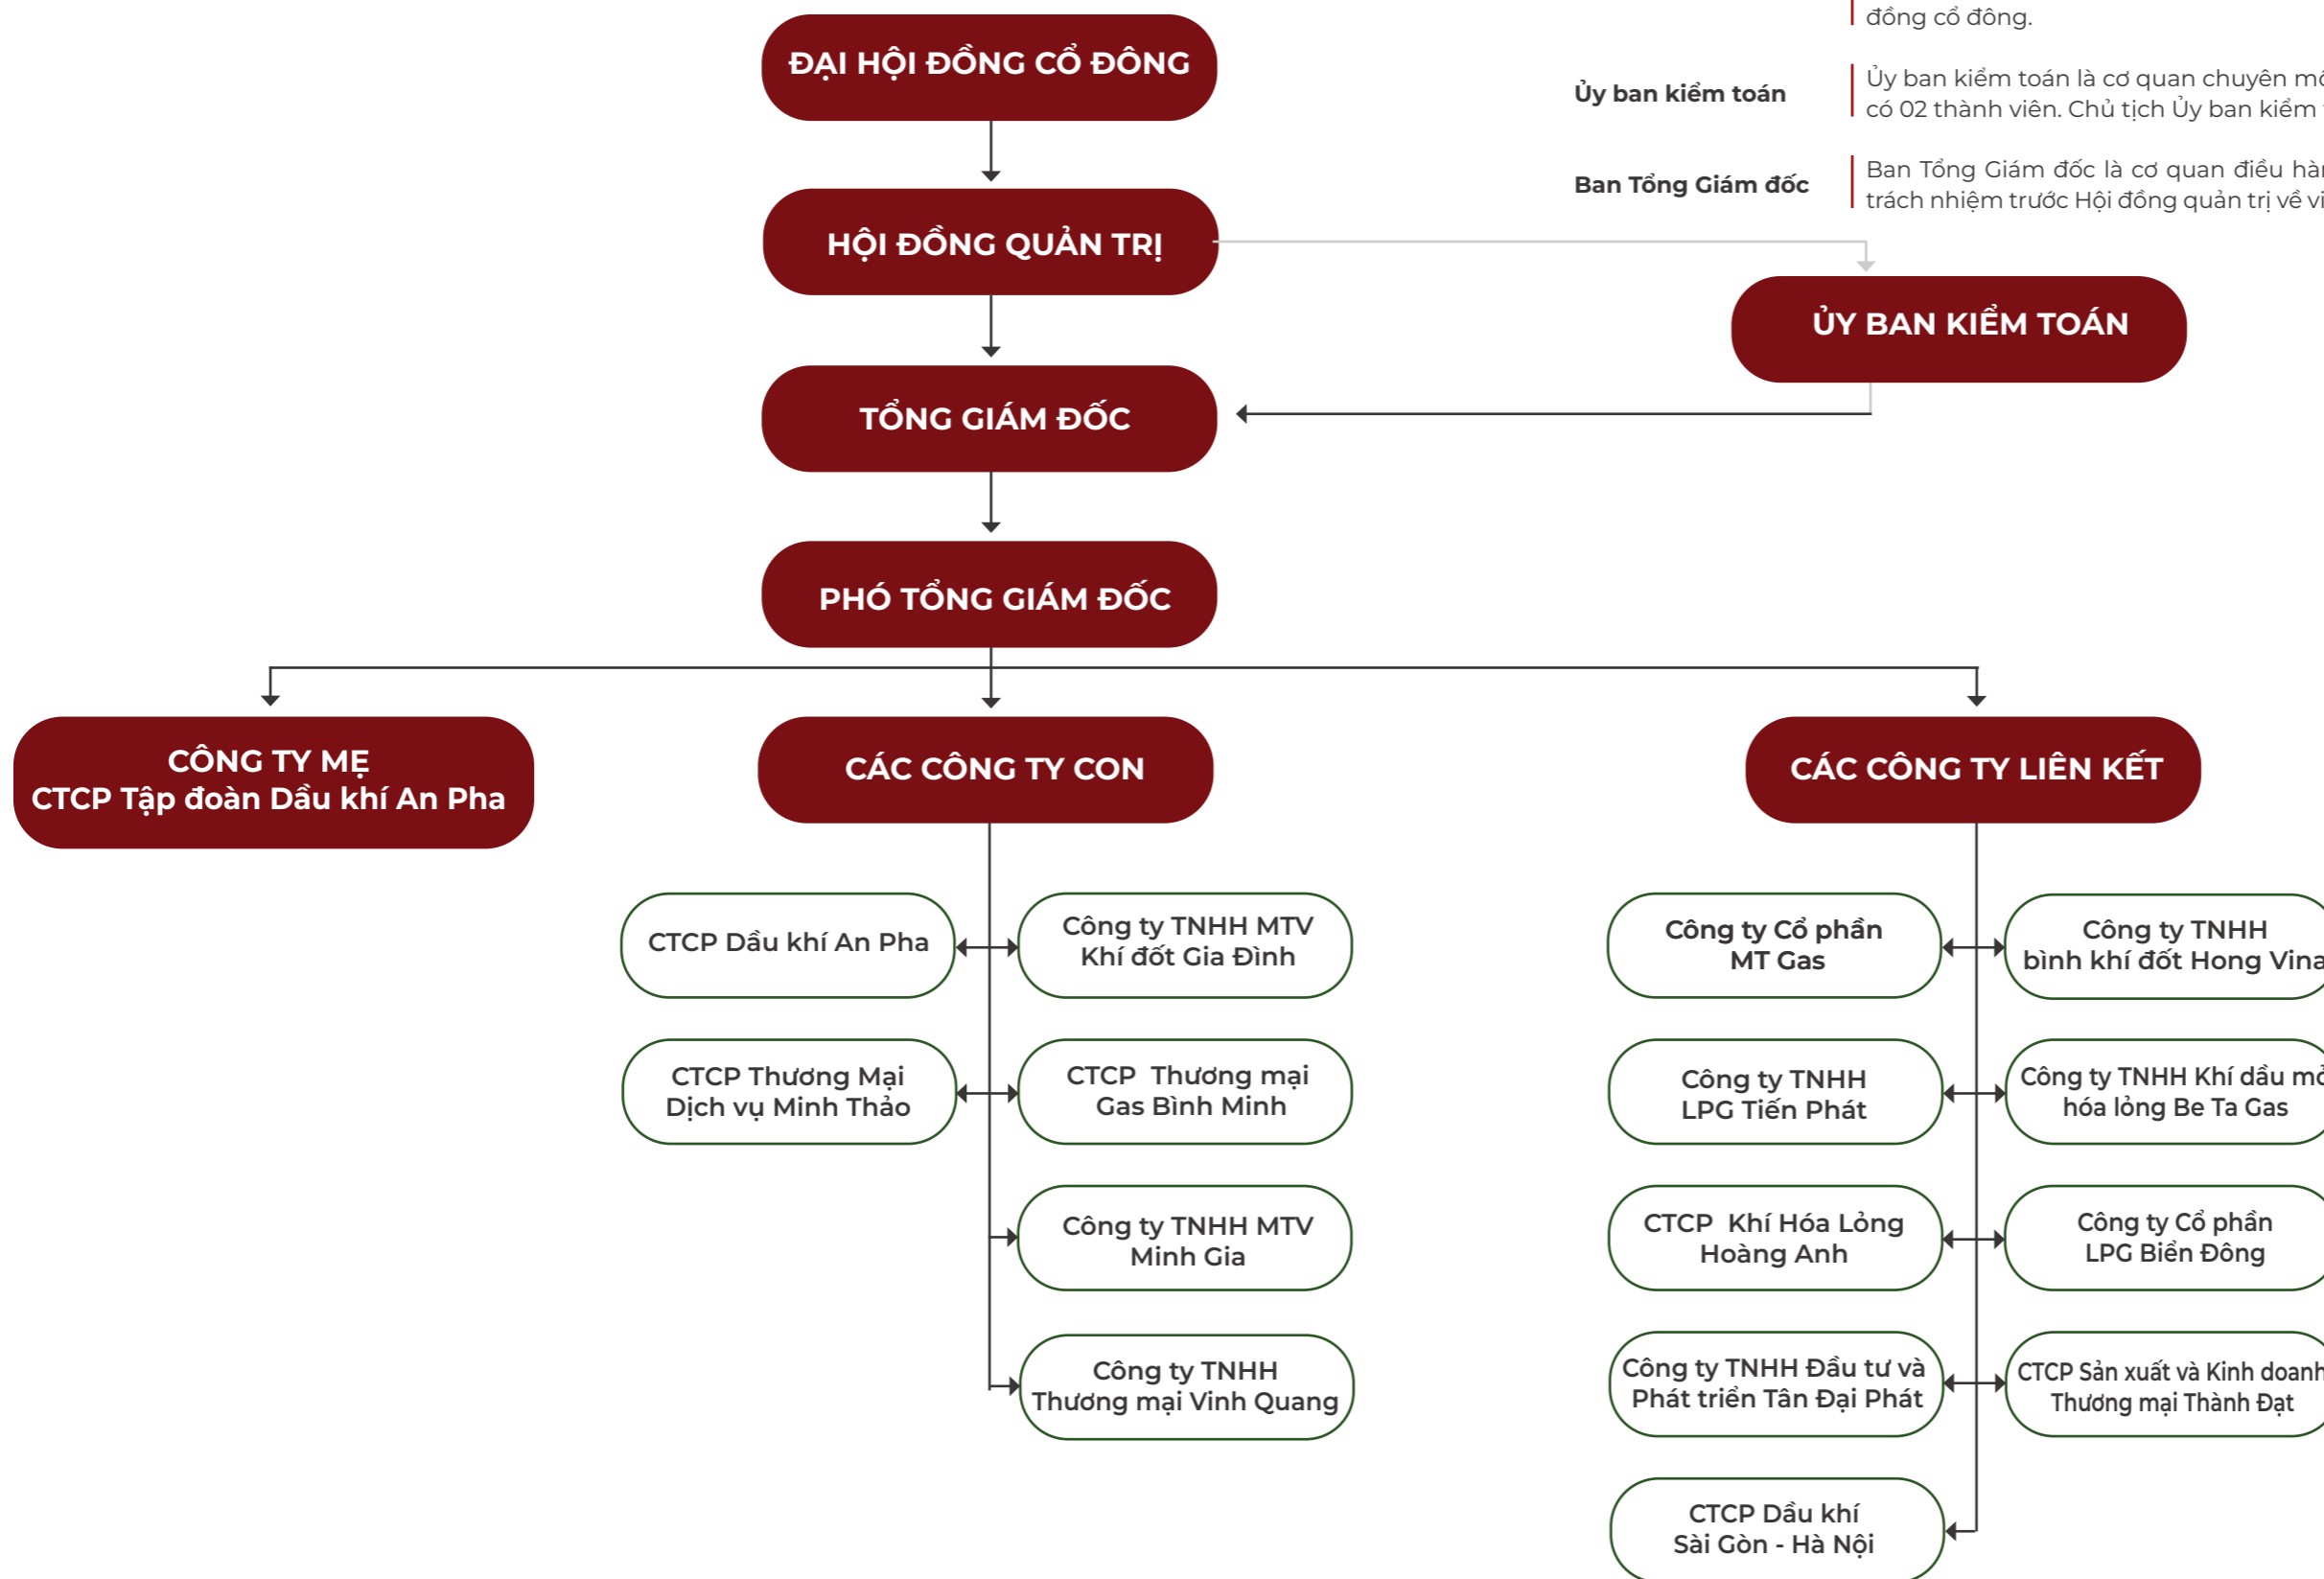 đồng cổ đông.
Ủy ban kiểm toán
Ủy ban kiểm toán là cơ quan chuyên
có 02 thành viên. Chủ tịch Ủy ban kiểm
Ban Tổng Giám đốc
Ban Tổng Giám đốc là cơ quan điều
trách nhiệm trước Hội đồng quản trị về
ĐẠI HỘI ĐỒNG CỔ ĐÔNG
HỘI ĐỒNG QUẢN TRỊ
ỦY BAN KIỂM TOÁN
TỔNG GIÁM ĐỐC
PHÓ TỔNG GIÁM ĐỐC
CÔNG TY MẸ
CTCP Tập đoàn Dầu khí An Pha
CÁC CÔNG TY CON
CTCP Dầu khí An Pha
Công ty TNHH MTV
Khí đốt Gia Đình
CTCP Thương Mại
Dịch vụ Minh Thảo
CTCP Thương mại
Gas Bình Minh
Công ty TNHH MTV
Minh Gia
Công ty TNHH
Thương mại Vinh Quang
CÁC CÔNG TY LIÊN KẾT
Công ty Cổ phần
MT Gas
Công ty TNHH
bình khí đốt Hong Vina
Công ty TNHH
LPG Tiến Phát
Công ty TNHH Khí dầu mỏ
hóa lỏng Be Ta Gas
CTCP Khí Hóa Lỏng
Hoàng Anh
Công ty Cổ phần
LPG Biển Đông
Công ty TNHH Đầu tư và
Phát triển Tân Đại Phát
CTCP Sản xuất và Kinh doanh
Thương mại Thành Đạt
CTCP Dầu khí
Sài Gòn - Hà Nội